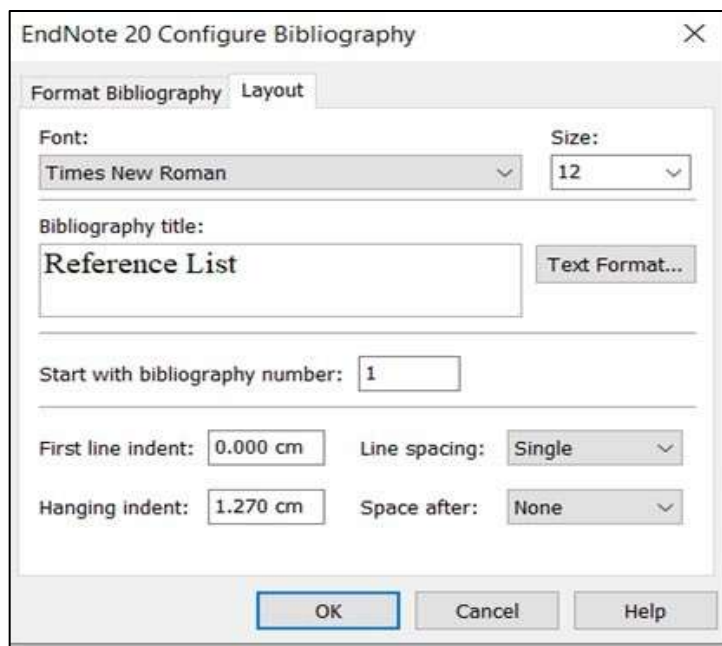 EndNote 20 Configure Bibliography
Format Bibliography Layout
Font: Size:
Times New Roman 12
Bibliography title:
Reference List Text Format...
Start with bibliography number: 1
First line indent: 0.000 cm Line spacing: Single
Hanging indent: 1.270 cm Space after: None
OK Cancel Help